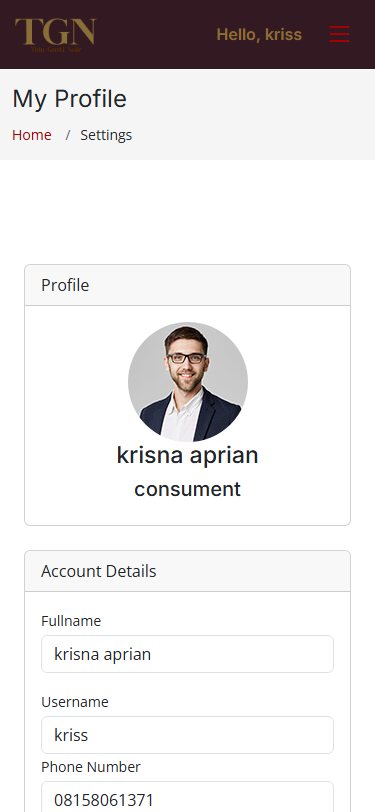 TGN
Hello, kriss
My Profile
Home / Settings
Profile
krisna aprian
consument
Account Details
Fullname
krisna aprian
Username
kriss
Phone Number
08158061371